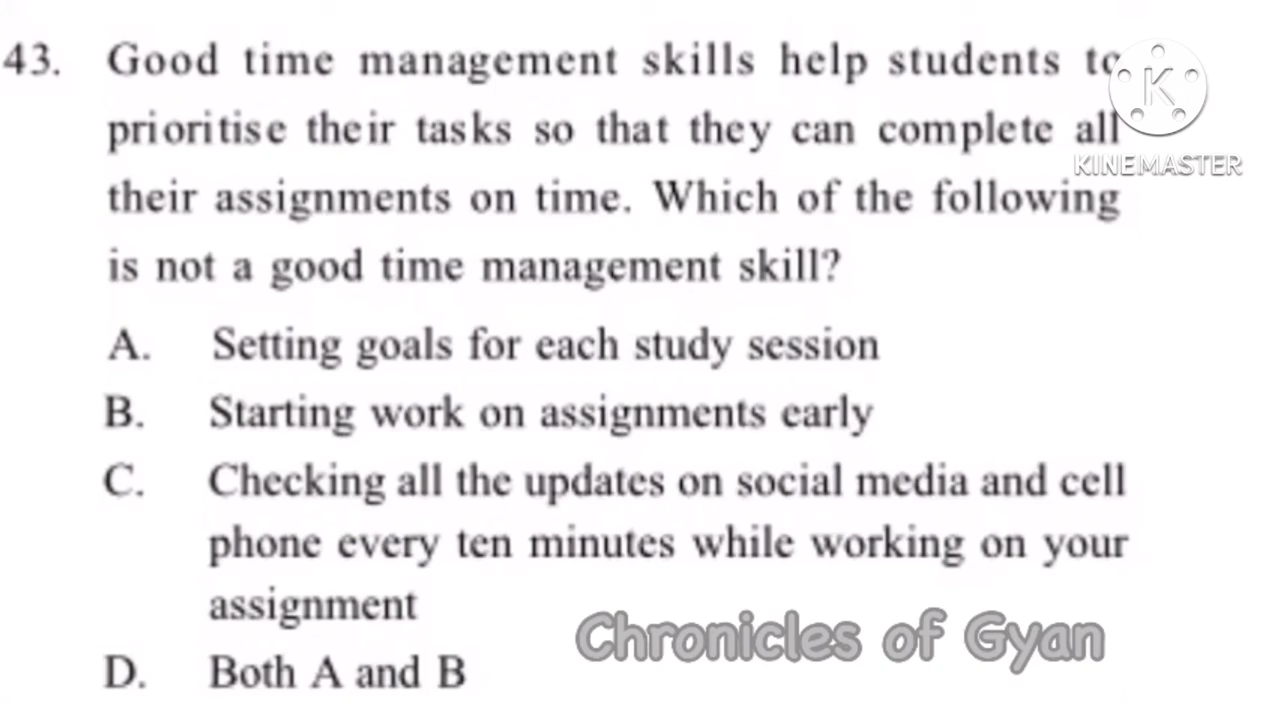 43. Good time management skills help students to
prioritise their tasks so that they can complete all
their assignments on time. Which of the following
is not a good time management skill?
A. Setting goals for each study session
B. Starting work on assignments early
C. Checking all the updates on social media and cell
phone every ten minutes while working on your
assignment
D. Both A and B
K
KINEMASTER
Chronicles of Gyan